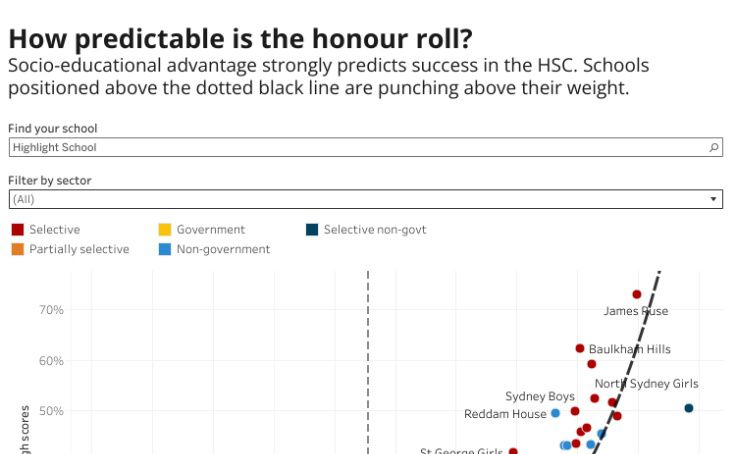 How predictable is the honour roll?
Socio-educational advantage strongly predicts success in the HSC. Schools
positioned above the dotted black line are punching above their weight.
Find your school
Highlight School
Filter by sector
(All)
Selective
Government
Selective non-govt
Partially selective
Non-government
70%
James Ruse
Baulkham Hills
60%
North Sydney Girls
Sydney Boys
50%
Reddam House
St George Girls
scores